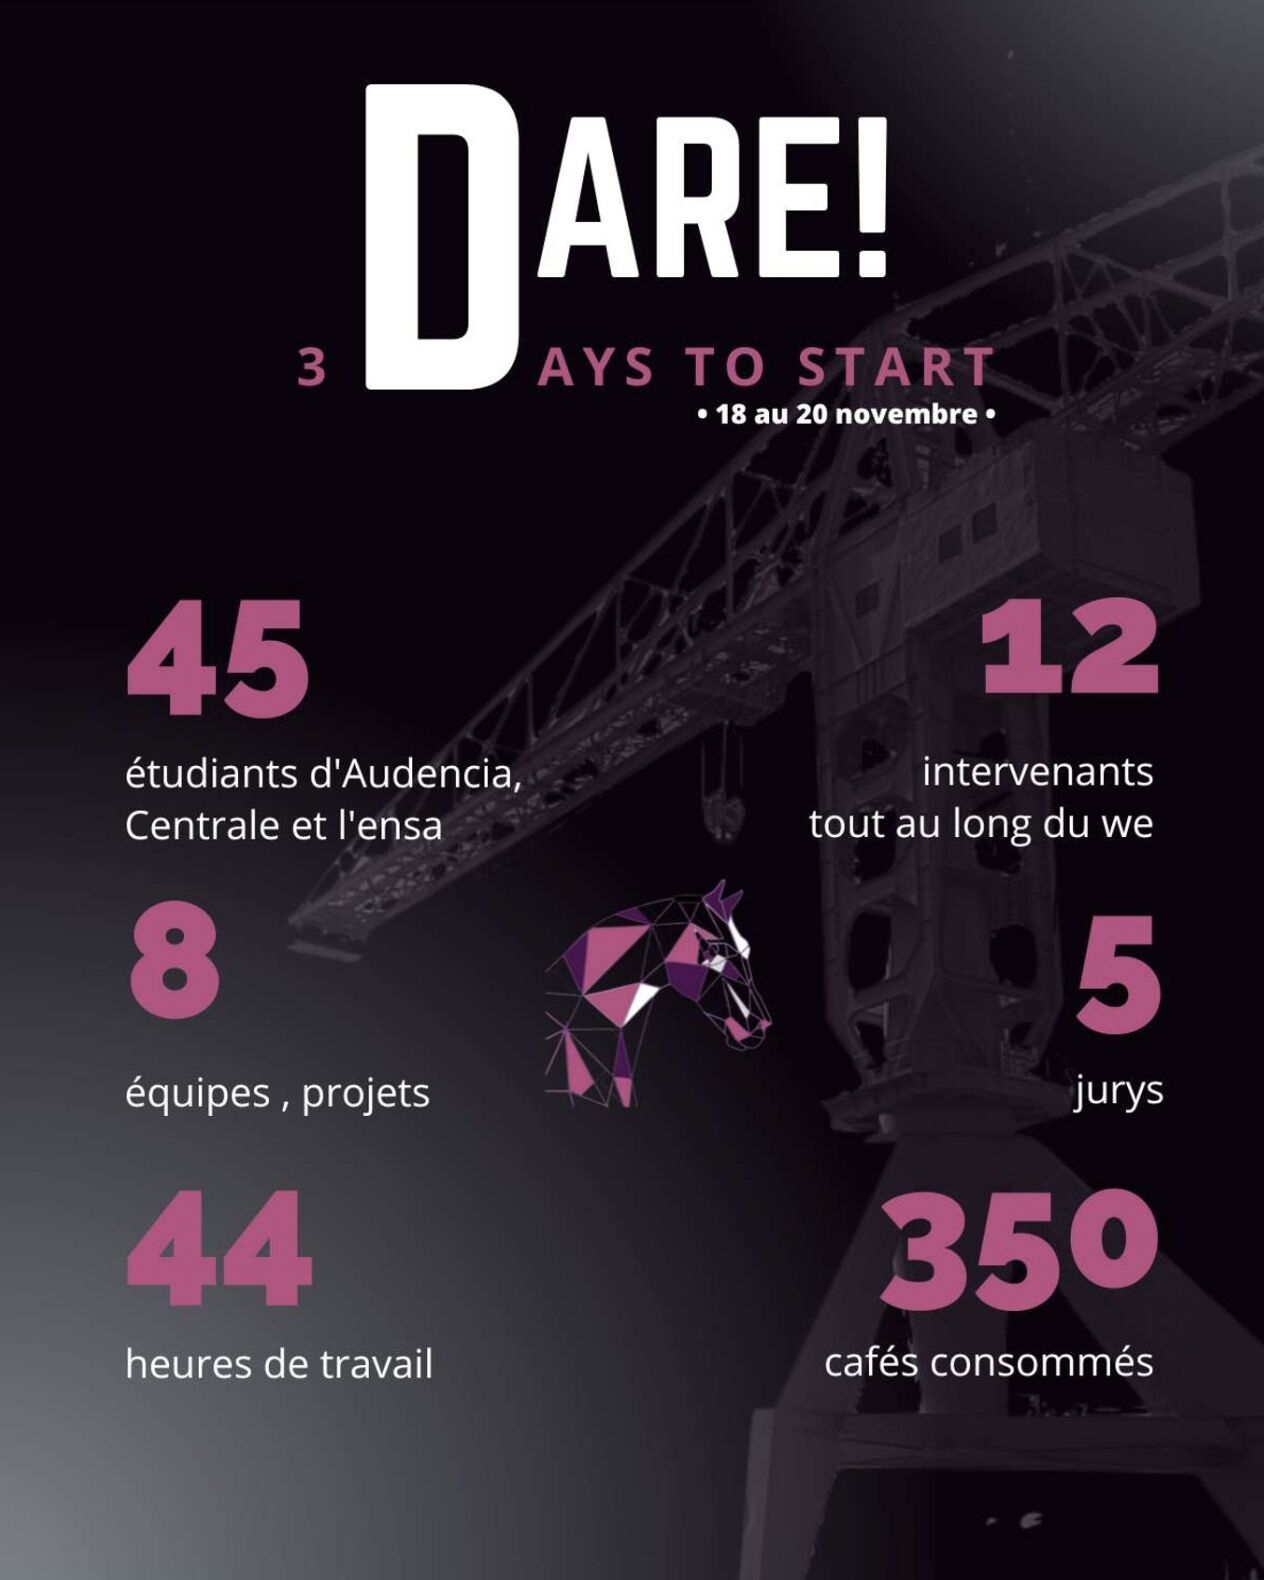 DARE!
3 DAYS TO START
• 18 au 20 novembre •
45
étudiants d'Audencia,
Centrale et l'ensa
12
intervenants
tout au long du we
8
équipes , projets
5
jurys
44
heures de travail
350
cafés consommés